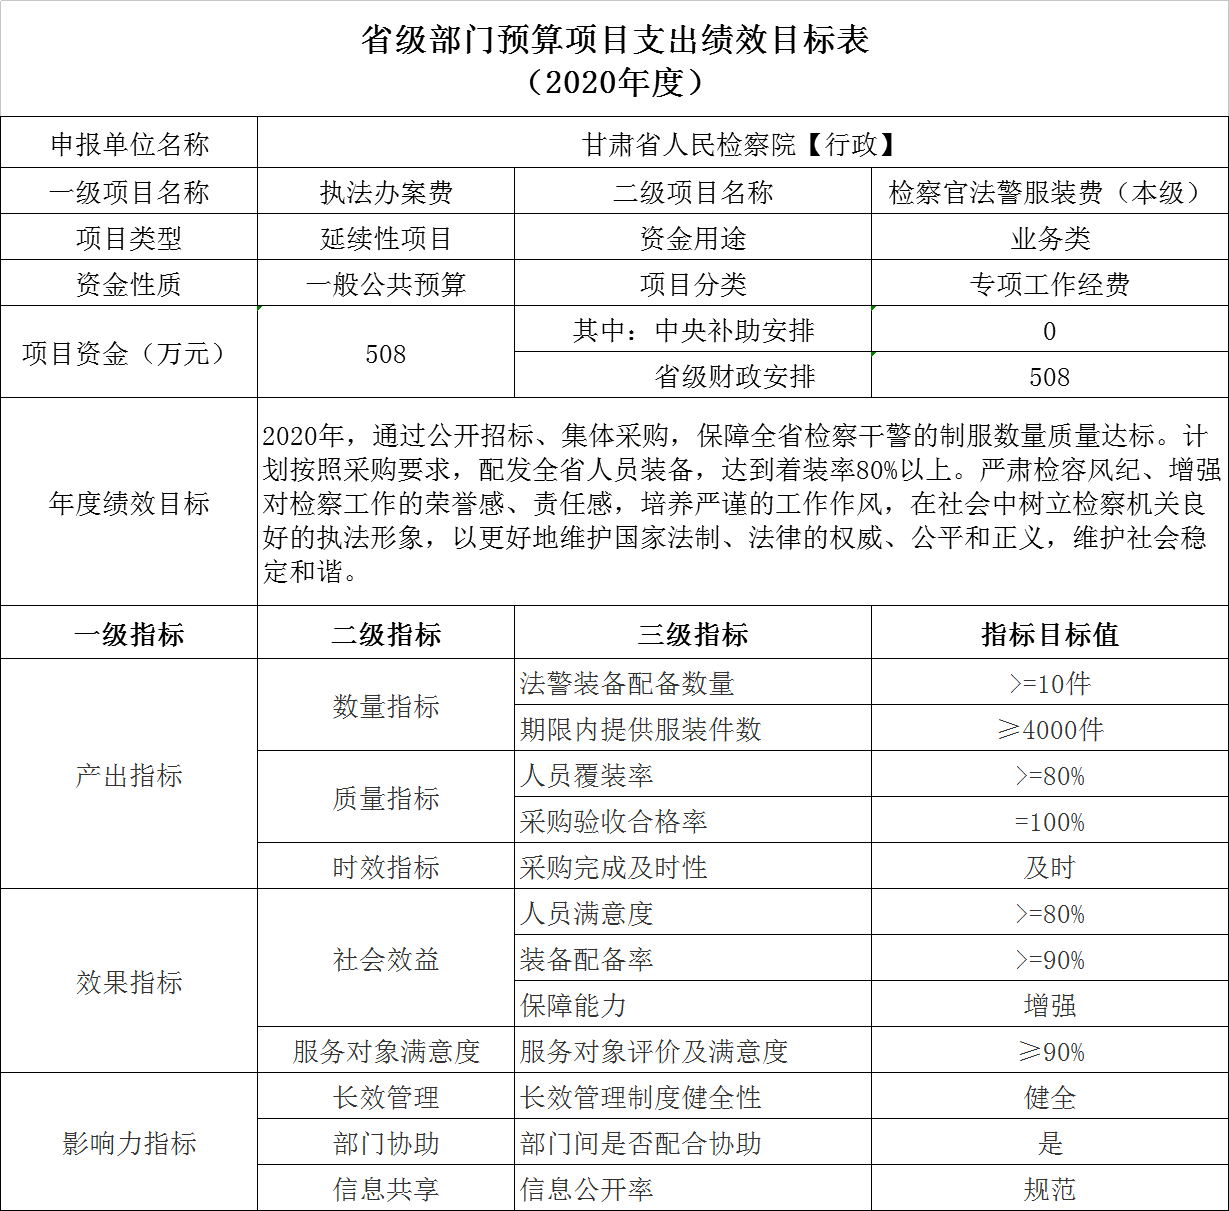 省级部门预算项目支出绩效目标表
（2020年度）
申报单位名称 甘肃省人民检察院【行政】
一级项目名称 执法办案费 二级项目名称 检察官法警服装费（本级）
项目类型 延续性项目 资金用途 业务类
资金性质 一般公共预算 项目分类 专项工作经费
项目资金（万元） 508 其中：中央补助安排 0
省级财政安排 508
年度绩效目标
2020年，通过公开招标、集体采购，保障全省检察干警的制服数量质量达标。计
划按照采购要求，配发全省人员装备，达到着装率80%以上。严肃检容风纪、增强
对检察工作的荣誉感、责任感，培养严谨的工作作风，在社会中树立检察机关良
好的执法形象，以更好地维护国家法制、法律的权威、公平和正义，维护社会稳
定和谐。
一级指标 二级指标 三级指标 指标目标值
产出指标 数量指标 法警装备配备数量 >=10件
期限内提供服装件数 ≥4000件
质量指标 人员覆装率 >=80%
采购验收合格率 =100%
时效指标 采购完成及时性 及时
效果指标 社会效益 人员满意度 >=80%
装备配备率 >=90%
保障能力 增强
服务对象满意度 服务对象评价及满意度 ≥90%
影响力指标 长效管理 长效管理制度健全性 健全
部门协助 部门间是否配合协助 是
信息共享 信息公开率 规范